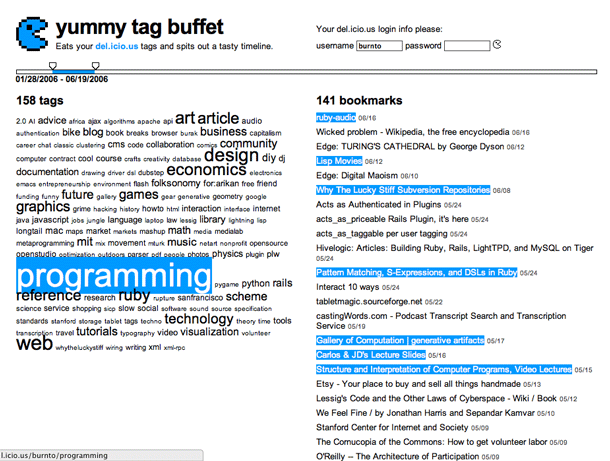 yummy tag buffet
Eats your del.icio.us tags and spits out a tasty timeline.
Your del.icio.us login info please:
username burnto password
01/28/2006 - 06/19/2006
158 tags
2.0 AI advice africa ajax algorithms apache api art article audio
authentication bike blog book breaks browser burak business capitalism
career chat classic clustering cms code collaboration comics community
computer contract cool course crafts creativity database design diy dj
documentation drawing driver dsl dubstep economics electronics
emacs entrepreneurship environment flash folksonomy for:arikan free friend
funding funny future gallery games gear generative geometry google
graphics grime hacking history howto html interaction interface internet
java javascript jobs jungle language laptop law lessig library lightning lisp
longtail mac maps market markets mashup math media medialab
metaprogramming mit mix movement mturk music netart nonprofit opensource
openstudio optimization outdoors parser pdf people photos physics plugin plw
programming pygame python rails
reference research ruby rupture sanfrancisco scheme
science service shopping sicp slow social software sound source specification
standards stanford storage tablet tags techno technology theory time tools
transcription travel tutorials typography video visualization volunteer
web whytheluckystiff wiring writing xml xml-rpc
141 bookmarks
ruby-audio 06/16
Wicked problem - Wikipedia, the free encyclopedia 06/16
Edge: TURING'S CATHEDRAL by George Dyson 06/12
Lisp Movies 06/12
Edge: Digital Maoism 06/10
Why The Lucky Stiff Subversion Repositories 06/08
Acts as Authenticated in Plugins 05/24
acts_as_priceable Rails Plugin, it's here 05/24
acts_as_taggable per user tagging 05/24
Hivelogic: Articles: Building Ruby, Rails, LightTPD, and MySQL on Tiger
05/24
Pattern Matching, S-Expressions, and DSLs in Ruby 05/24
Interact 10 ways 05/24
tabletmagic.sourceforge.net 05/22
castingWords.com - Podcast Transcript Search and Transcription
Service 05/19
Gallery of Computation | generative artifacts 05/17
Carlos & JD's Lecture Slides 05/16
Structure and Interpretation of Computer Programs, Video Lectures 05/15
Etsy - Your place to buy and sell all things handmade 05/13
Lessig's Code and the Other Laws of Cyberspace - Wiki / Book 05/12
We Feel Fine / by Jonathan Harris and Sepandar Kamvar 05/10
Stanford Center for Internet and Society 05/09
The Cornucopia of the Commons: How to get volunteer labor 05/09
O'Reilly -- The Architecture of Participation 05/09
l.icio.us/burnto/programming